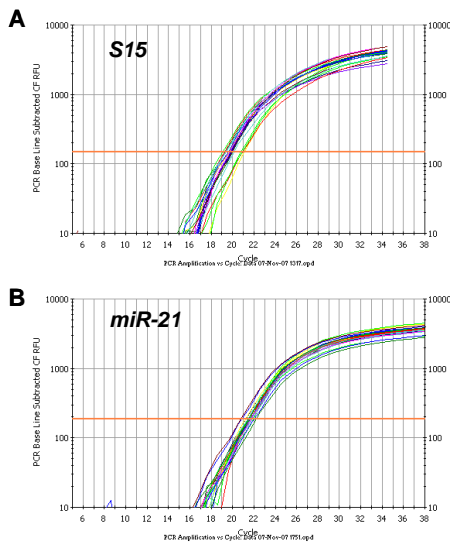 A
S15
10000
10000
1000
1000
100
100
10
10
PCR Base Line Subtracted CF RFU
6 8 10 12 14 16 18 20 22 24 26 28 30 32 34 36 38
Cycle
PCR Amplification vs Cycle: Data 07-Nov-07 1317.opd
B
miR-21
10000
10000
1000
1000
100
100
10
10
PCR Base Line Subtracted CF RFU
6 8 10 12 14 16 18 20 22 24 26 28 30 32 34 36 38
Cycle
PCR Amplification vs Cycle: Data 07-Nov-07 1751.opd